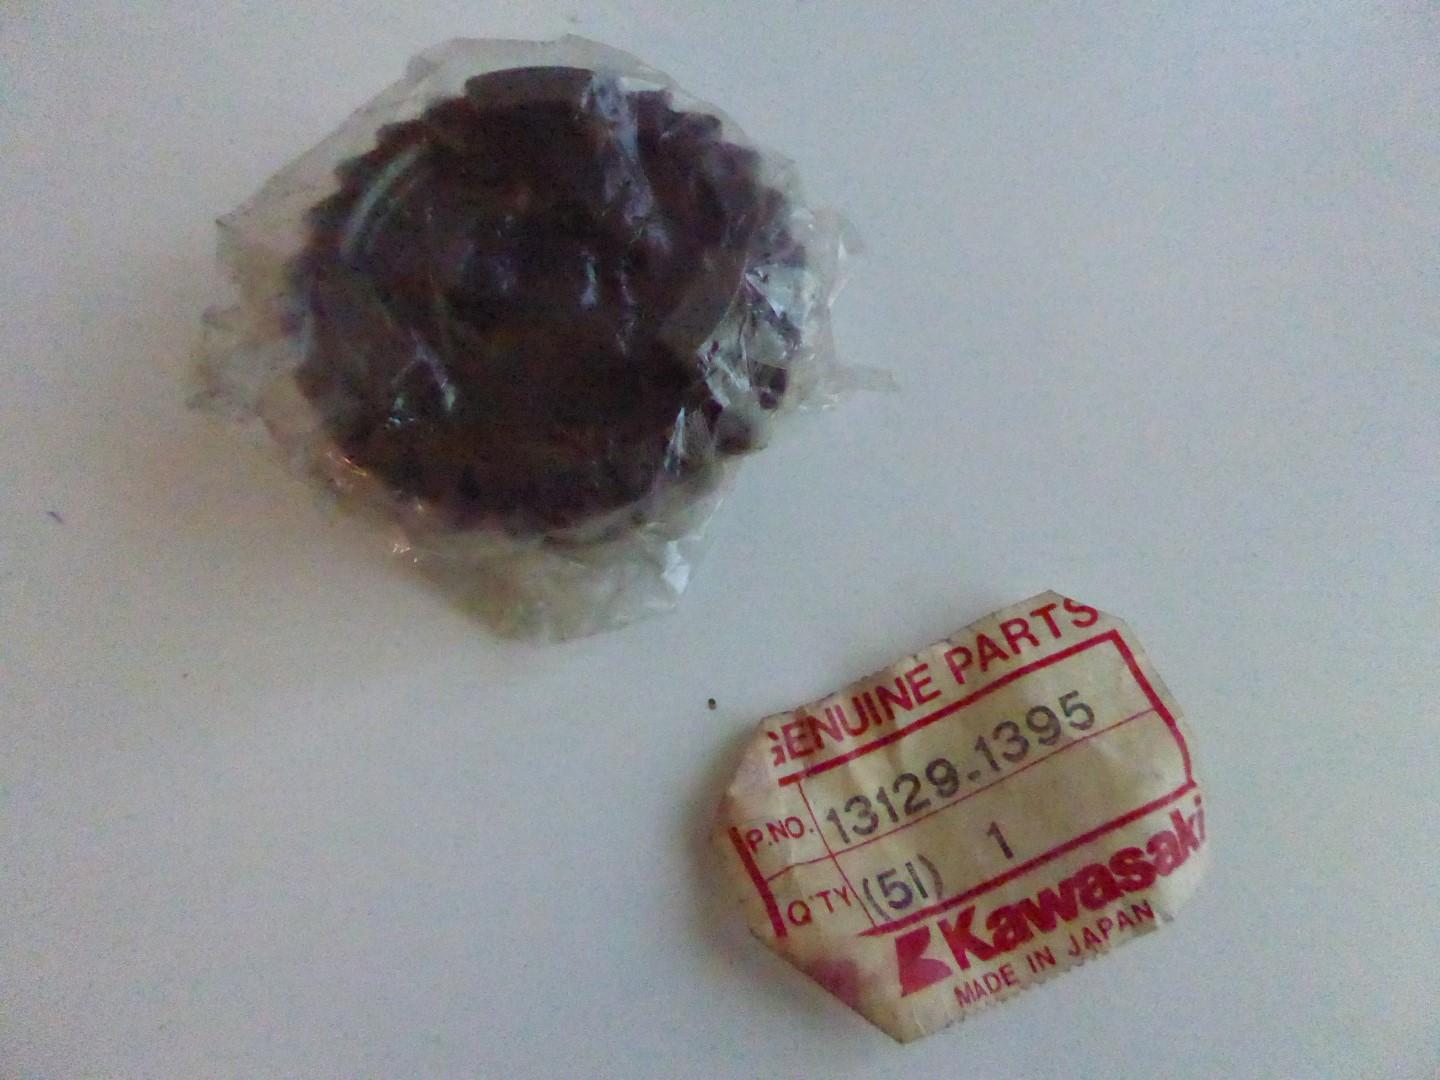 GENUINE PARTS
P.NO. 13129-1395
Q'TY (51) 1
Kawasaki
MADE IN JAPAN